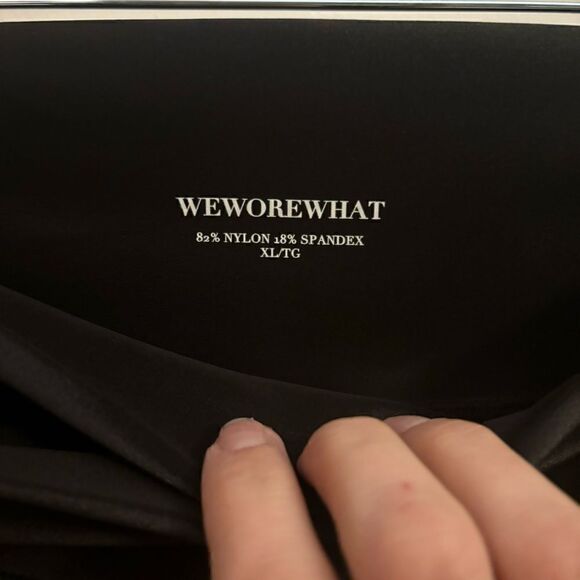 WEWOREWHAT
82% NYLON 18% SPANDEX
XL/TG